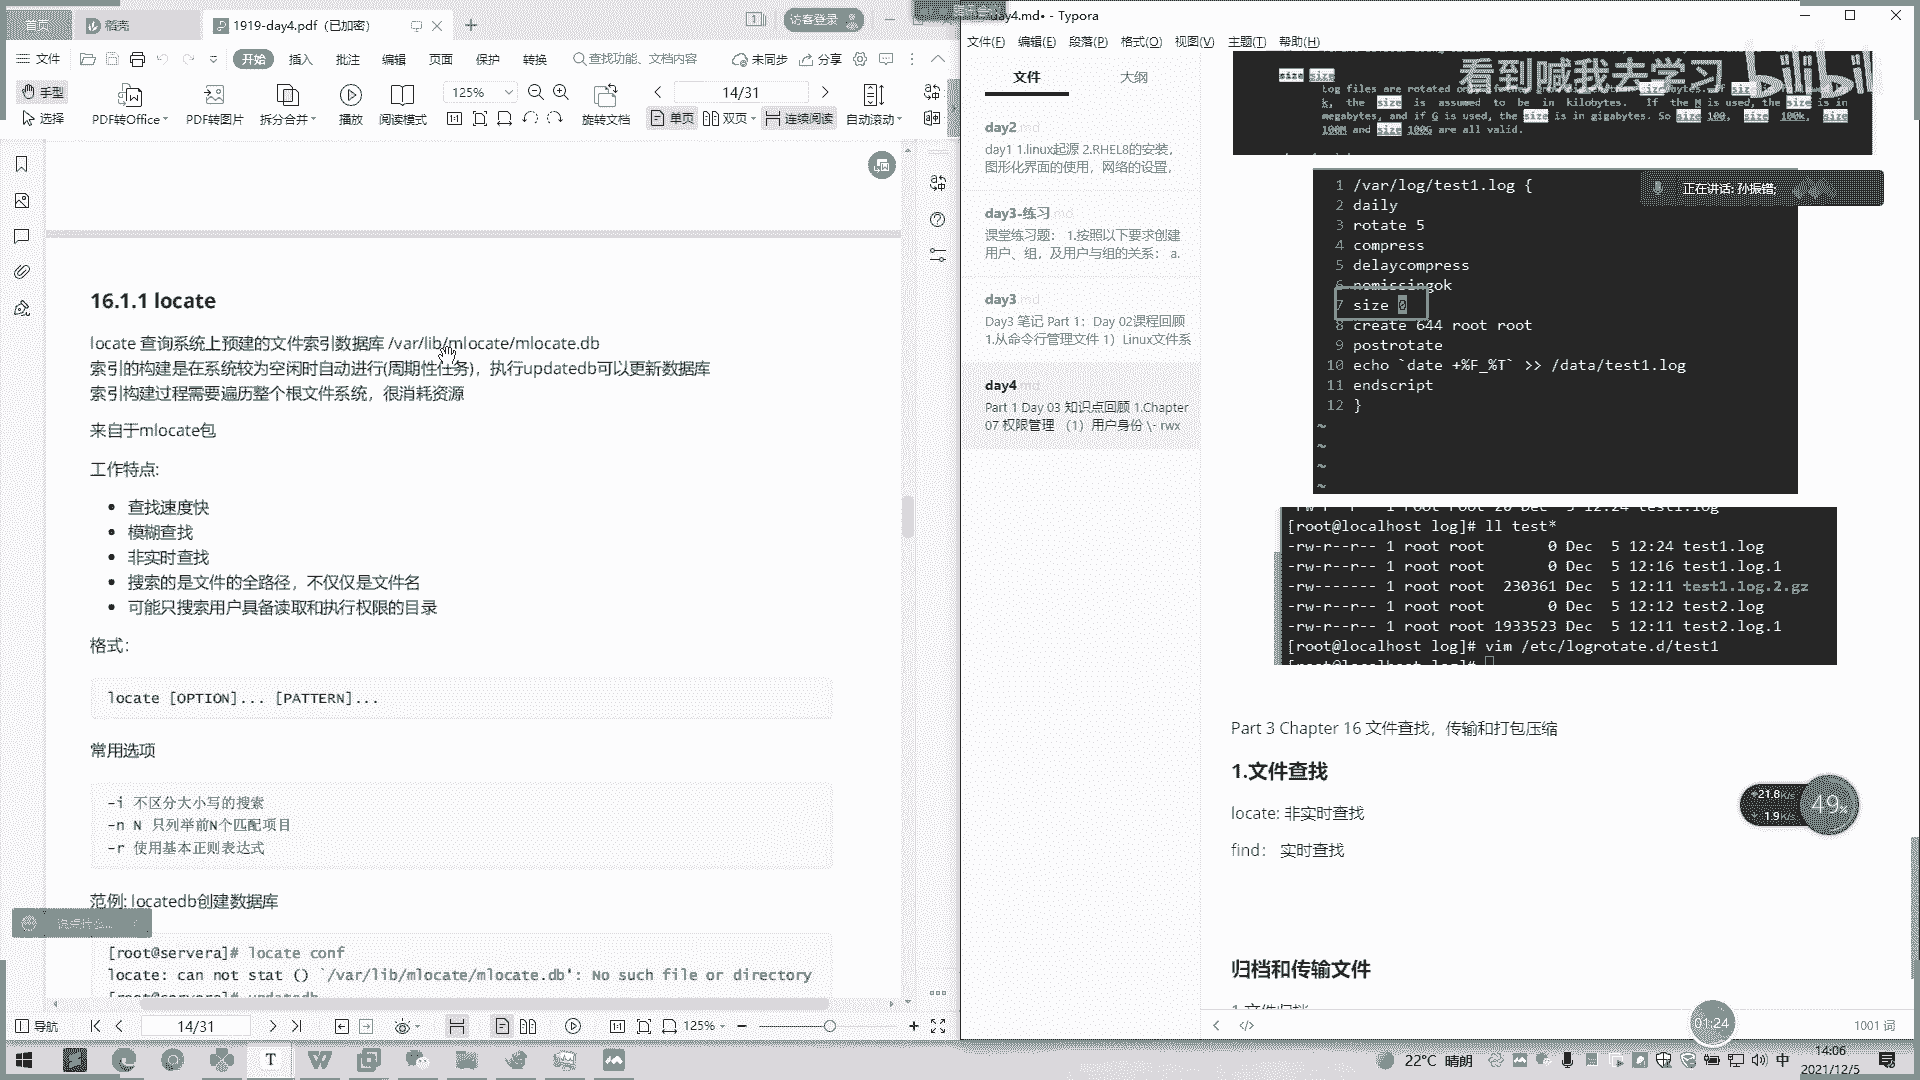 首页
稻壳
1919-day4.pdf（已加密）
访客登录
文件
开始
插入
批注
编辑
页面
保护
转换
查找功能、文档内容
未同步
分享
手型
选择
PDF转Office
PDF转图片
拆分合并
播放
阅读模式
125%
14/31
旋转文档
单页
双页
连续阅读
自动滚动
16.1.1 locate
locate 查询系统上预建的文件索引数据库 /var/lib/mlocate/mlocate.db
索引的构建是在系统较为空闲时自动进行(周期性任务)，执行updatedb可以更新数据库
索引构建过程需要遍历整个根文件系统，很消耗资源
来自于mlocate包
工作特点:
查找速度快
模糊查找
非实时查找
搜索的是文件的全路径，不仅仅是文件名
可能只搜索用户具备读取和执行权限的目录
格式:
locate [OPTION]... [PATTERN]...
常用选项
-i 不区分大小写的搜索
-n N 只列举前N个匹配项目
-r 使用基本正则表达式
范例: locatedb创建数据库
[root@servera]# locate conf
locate: can not stat () `/var/lib/mlocate/mlocate.db': No such file or directory
[root@servera]# updatedb
导航
14/31
125%
day4.md• - Typora
文件(F) 编辑(E) 段落(P) 格式(O) 视图(V) 主题(T) 帮助(H)
文件
大纲
day2.md
day1 1.linux起源 2.RHEL8的安装，
图形化界面的使用，网络的设置，
day3-练习.md
课堂练习题： 1.按照以下要求创建
用户、组，及用户与组的关系： a.
day3.md
Day3 笔记 Part 1：Day 02课程回顾
1.从命令行管理文件 1）Linux文件系
day4.md
Part 1 Day 03 知识点回顾 1.Chapter
07 权限管理 （1）用户身份 \- rwx
看到喊我去学习
bilibili
size size
k, the size is assumed to be in kilobytes. If the M is used, the size is in
megabytes, and if G is used, the size is in gigabytes. So size 100, size 100k, size
100M and size 100G are all valid.
正在讲话: 孙振锴;
1 /var/log/test1.log {
2 daily
3 rotate 5
4 compress
5 delaycompress
6 nomissingok
7 size 0
8 create 644 root root
9 postrotate
10 echo `date +%F_%T` >> /data/test1.log
11 endscript
12 }
~
~
~
~
[root@localhost log]# ll test*
-rw-r--r-- 1 root root 0 Dec 5 12:24 test1.log
-rw-r--r-- 1 root root 0 Dec 5 12:16 test1.log.1
-rw------- 1 root root 230361 Dec 5 12:11 test1.log.2.gz
-rw-r--r-- 1 root root 0 Dec 5 12:12 test2.log
-rw-r--r-- 1 root root 1933523 Dec 5 12:11 test2.log.1
[root@localhost log]# vim /etc/logrotate.d/test1
Part 3 Chapter 16 文件查找，传输和打包压缩
1.文件查找
locate: 非实时查找
find： 实时查找
归档和传输文件
21.8K/s
1.9K/s
49%
01:24
1001 词
22°C 晴朗
中
14:06
2021/12/5